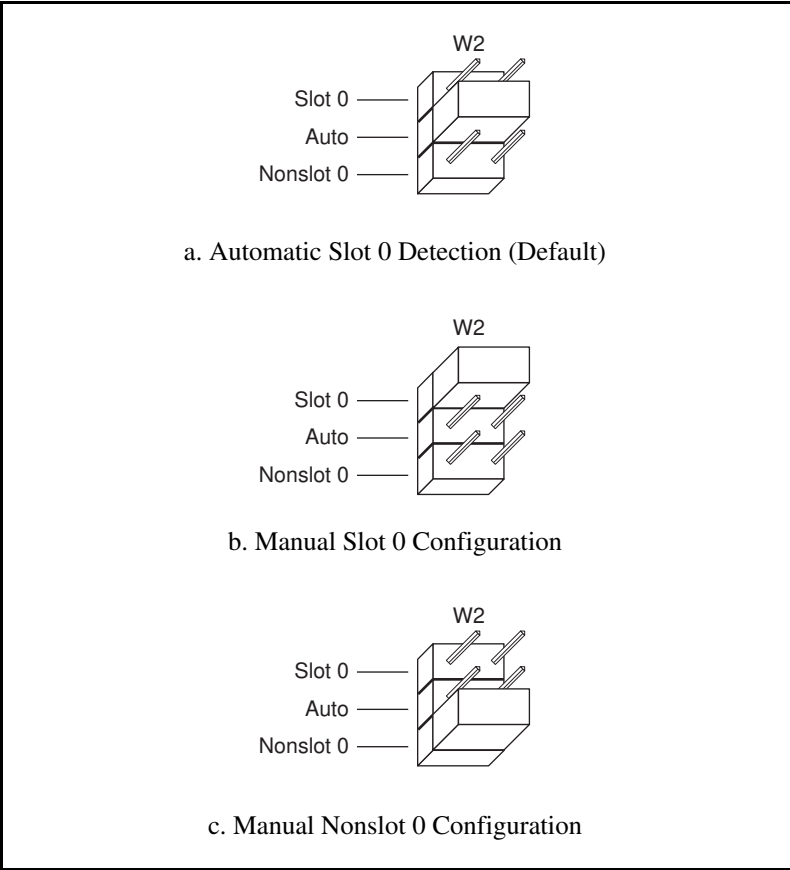 W2
Slot 0
Auto
Nonslot 0
a. Automatic Slot 0 Detection (Default)
W2
Slot 0
Auto
Nonslot 0
b. Manual Slot 0 Configuration
W2
Slot 0
Auto
Nonslot 0
c. Manual Nonslot 0 Configuration